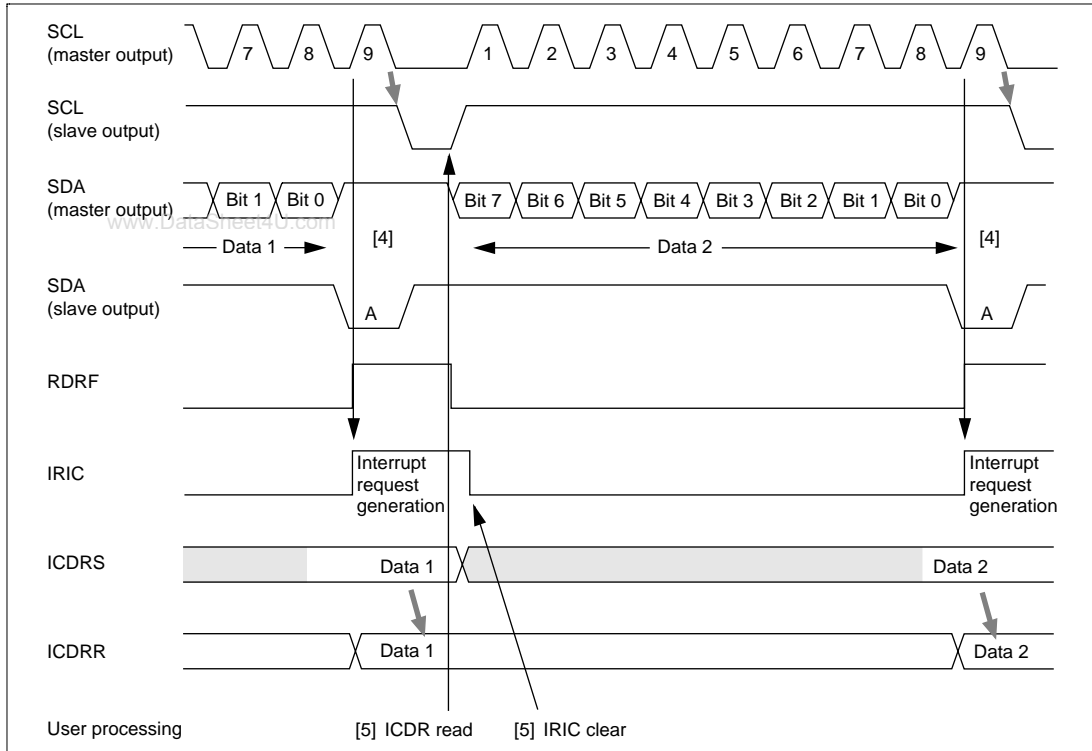 SCL
(master output)
7 8 9 1 2 3 4 5 6 7 8 9
SCL
(slave output)
SDA
(master output)
Bit 1 Bit 0 Bit 7 Bit 6 Bit 5 Bit 4 Bit 3 Bit 2 Bit 1 Bit 0
www.DataSheet4U.com
[4] [4]
Data 1 Data 2
SDA
(slave output)
A A
RDRF
IRIC
Interrupt
request
generation
Interrupt
request
generation
ICDRS
Data 1 Data 2
ICDRR
Data 1 Data 2
User processing [5] ICDR read [5] IRIC clear